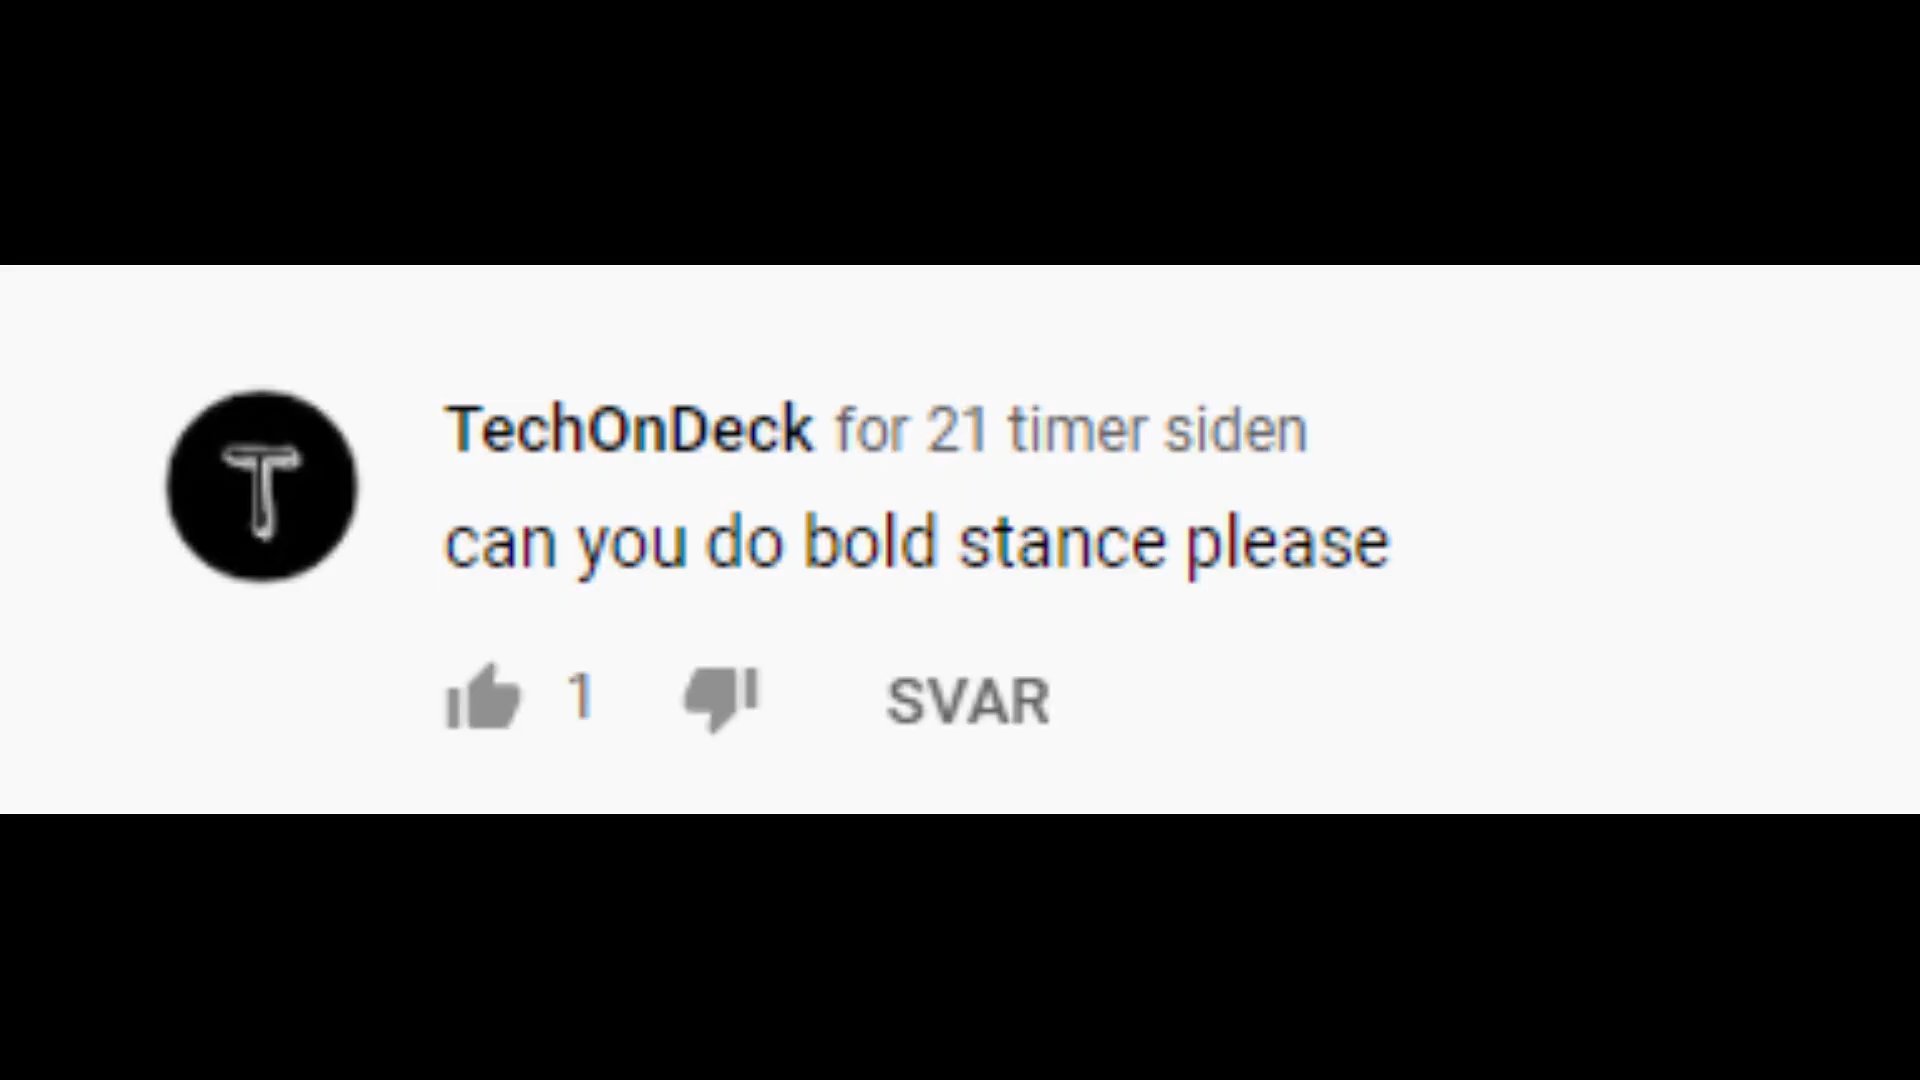 T
TechOnDeck for 21 timer siden
can you do bold stance please
1 SVAR